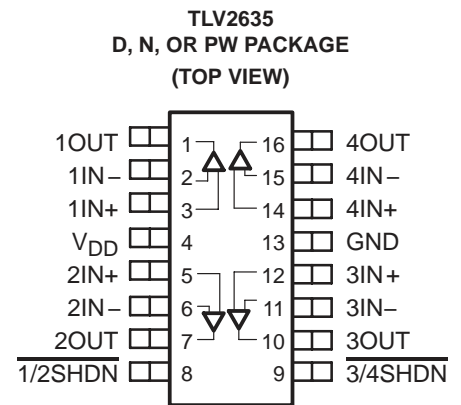 TLV2635
D, N, OR PW PACKAGE
(TOP VIEW)
1OUT 1 16 4OUT
1IN− 2 15 4IN−
1IN+ 3 14 4IN+
VDD 4 13 GND
2IN+ 5 12 3IN+
2IN− 6 11 3IN−
2OUT 7 10 3OUT
1/2SHDN 8 9 3/4SHDN